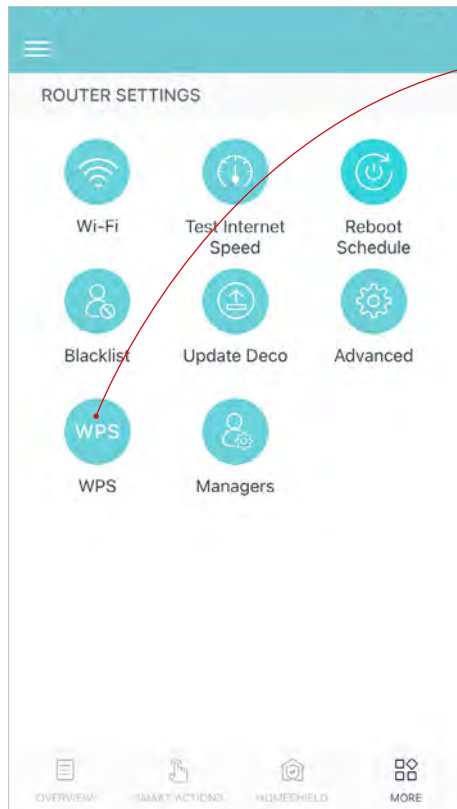 ROUTER SETTINGS
Wi-Fi
Test Internet
Speed
Reboot
Schedule
Blacklist
Update Deco
Advanced
WPS
WPS
Managers
OVERVIEW
SMART ACTIONS
HOMESHIELD
MORE